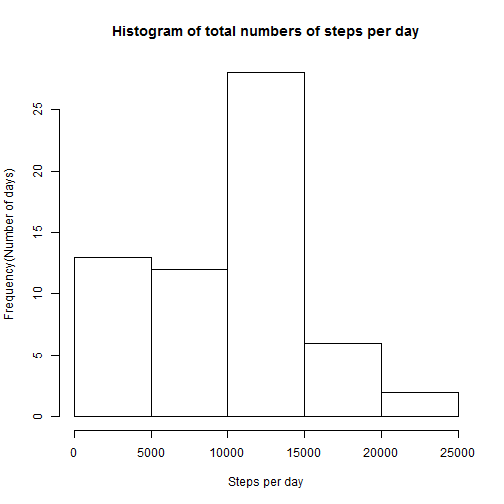 Histogram of total numbers of steps per day
Frequency(Number of days)
25
20
15
10
5
0
0 5000 10000 15000 20000 25000
Steps per day